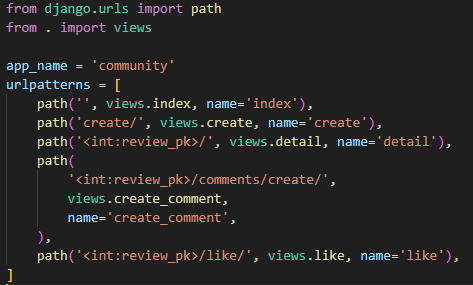 from django.urls import path
from . import views

app_name = 'community'
urlpatterns = [
    path('', views.index, name='index'),
    path('create/', views.create, name='create'),
    path('<int:review_pk>/', views.detail, name='detail'),
    path(
        '<int:review_pk>/comments/create/',
        views.create_comment,
        name='create_comment',
    ),
    path('<int:review_pk>/like/', views.like, name='like'),
]